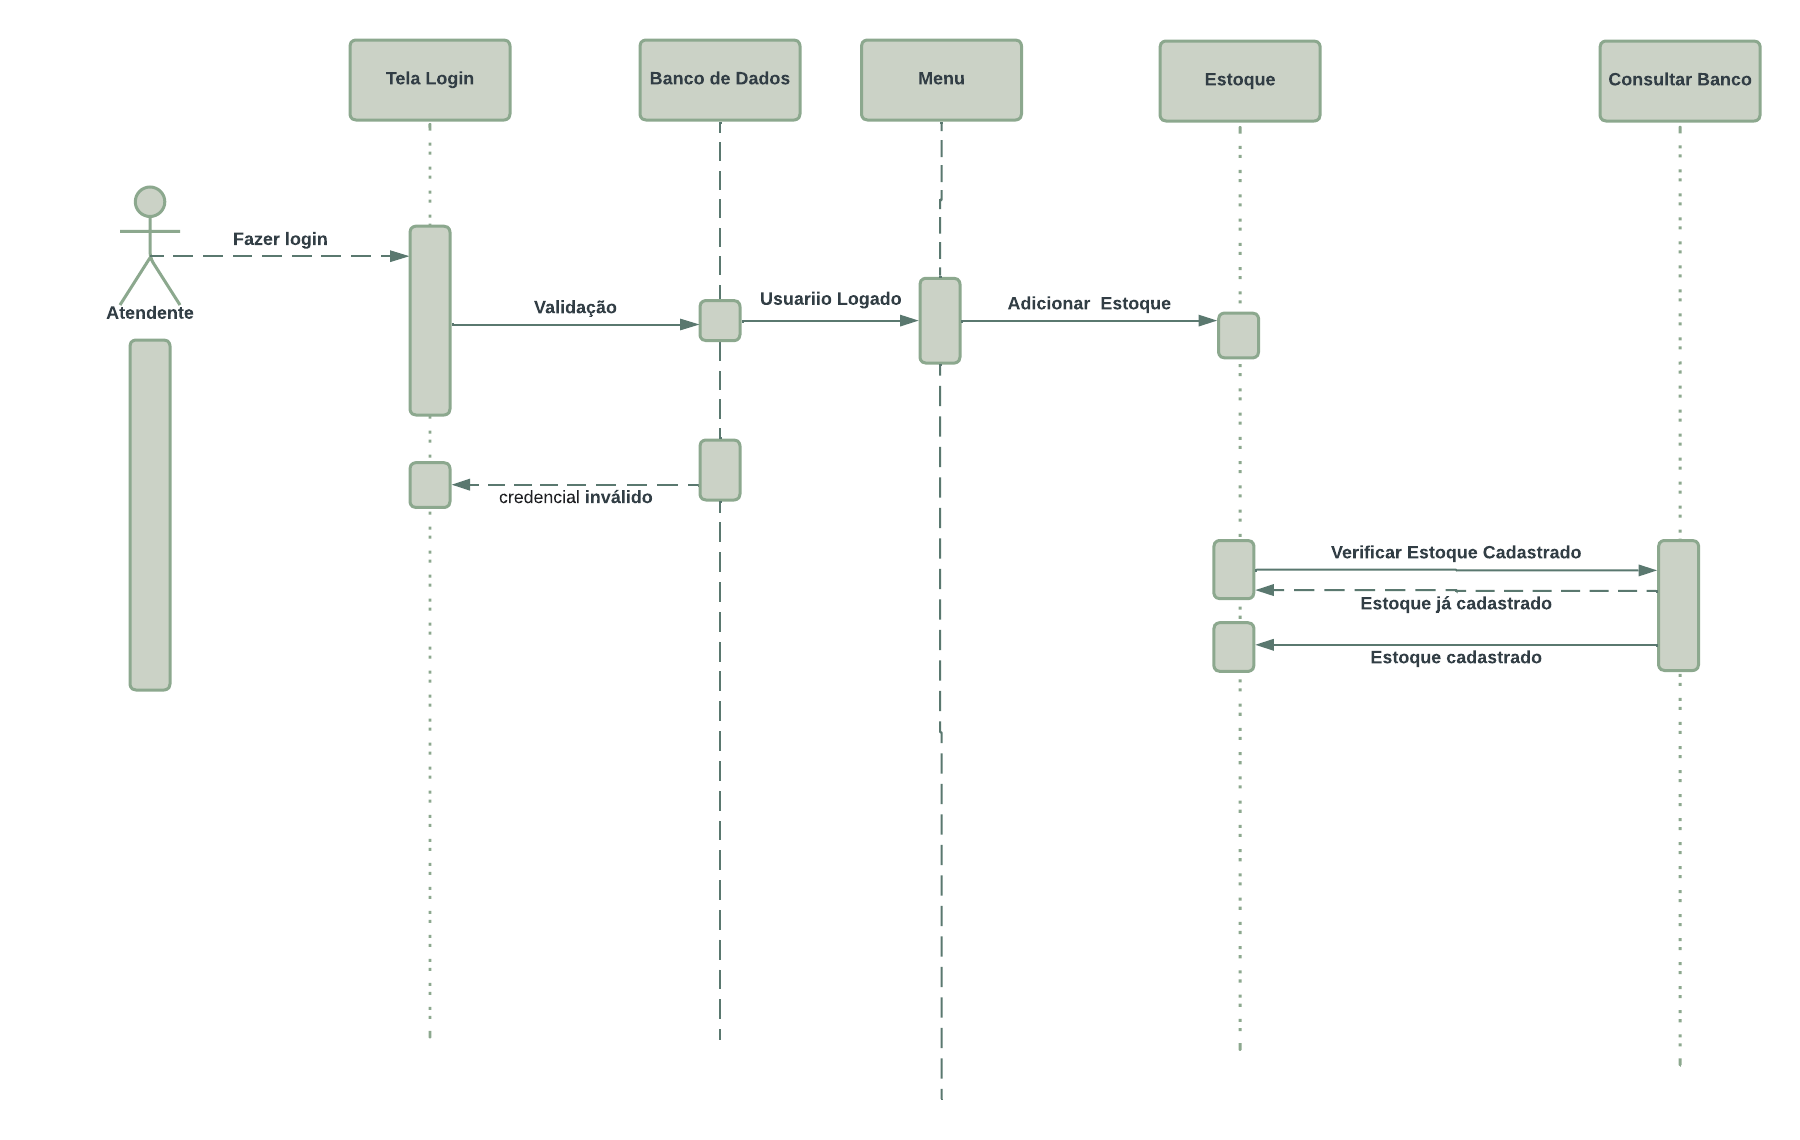 Tela Login
Banco de Dados
Menu
Estoque
Consultar Banco
Fazer login
Atendente
Validação
Usuariio Logado
Adicionar  Estoque
credencial inválido
Verificar Estoque Cadastrado
Estoque já cadastrado
Estoque cadastrado